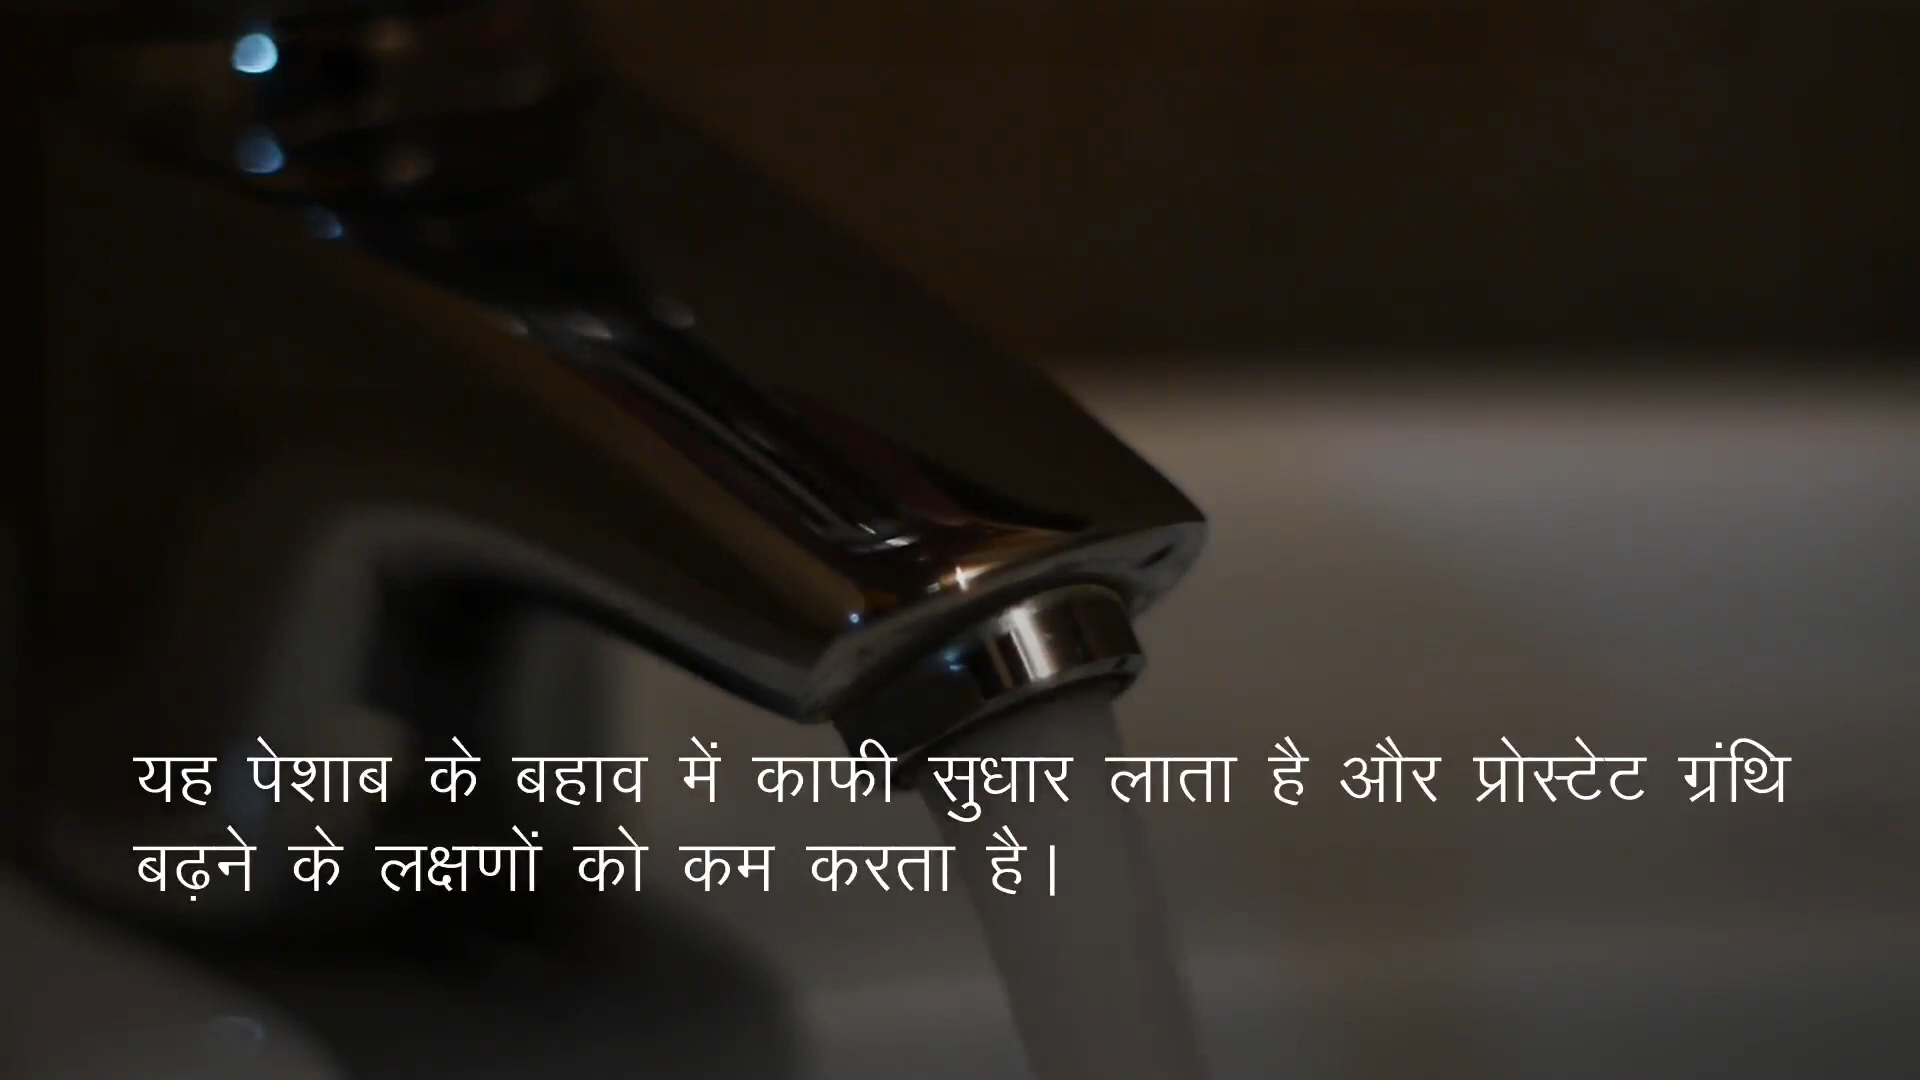 यह पेशाब के बहाव में काफी सुधार लाता है और प्रोस्टेट ग्रंथि
बढ़ने के लक्षणों को कम करता है।